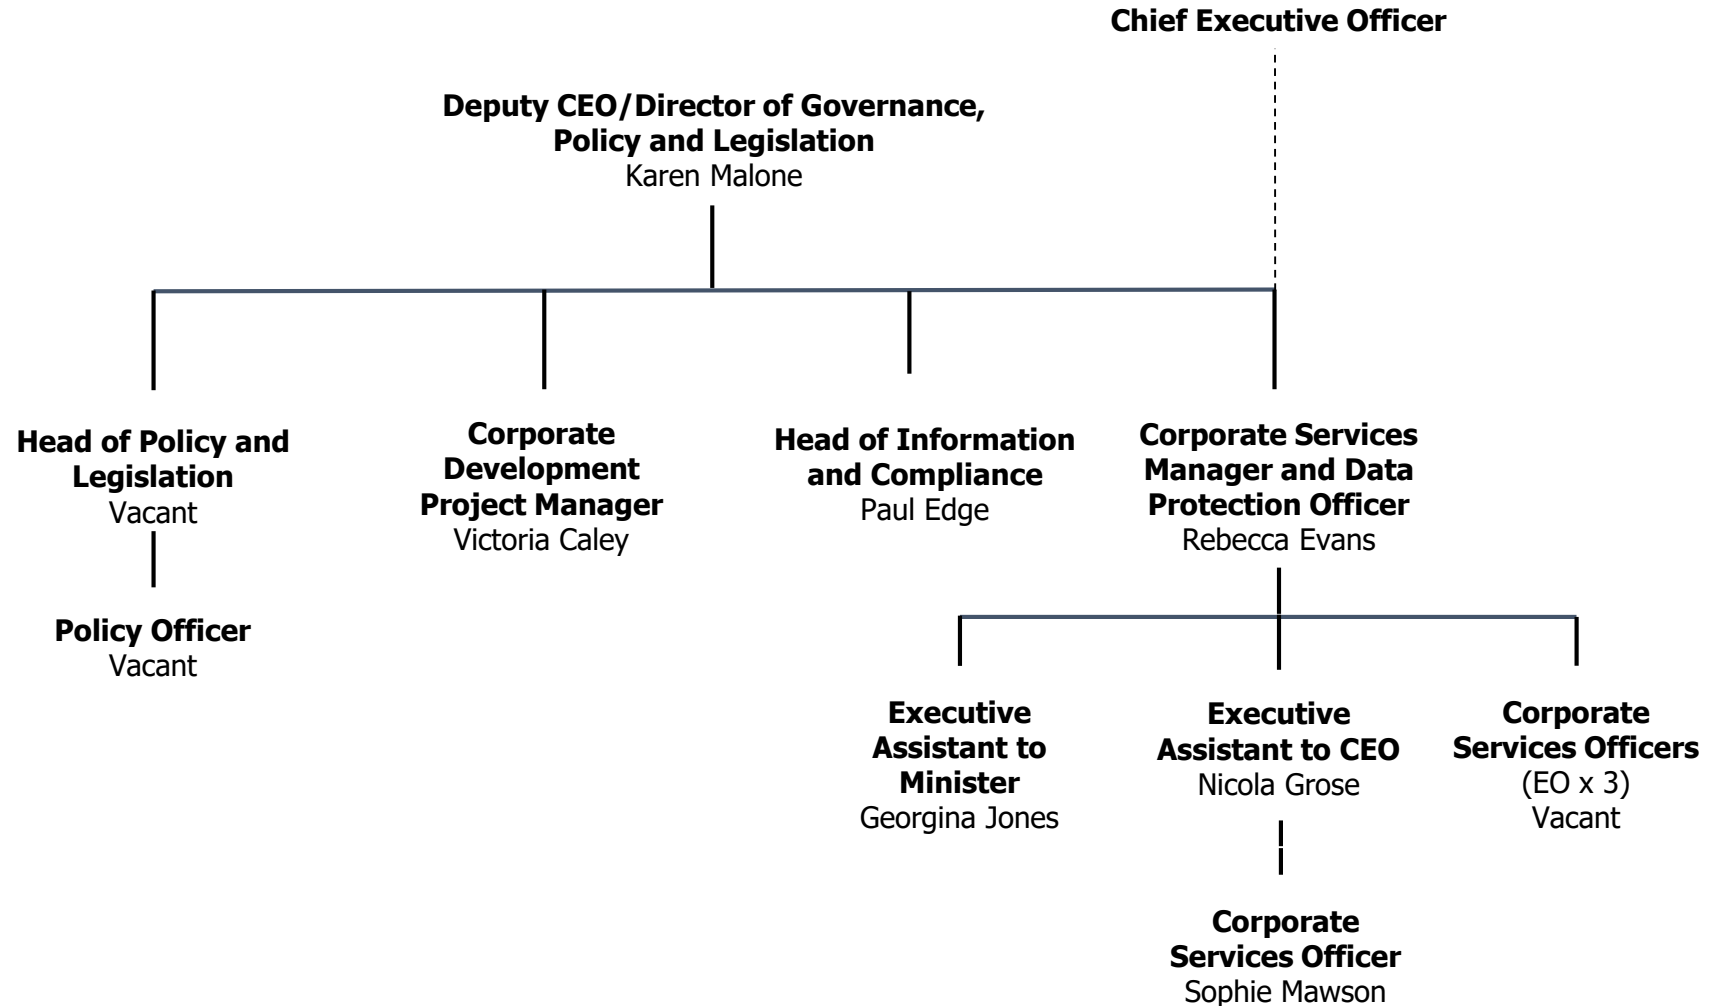 Chief Executive Officer
Deputy CEO/Director of Governance,
Policy and Legislation
Karen Malone
Head of Policy and
Legislation
Vacant
Corporate
Development
Project Manager
Victoria Caley
Head of Information
and Compliance
Paul Edge
Corporate Services
Manager and Data
Protection Officer
Rebecca Evans
Policy Officer
Vacant
Executive
Assistant to
Minister
Georgina Jones
Executive
Assistant to CEO
Nicola Grose
Corporate
Services Officers
(EO x 3)
Vacant
Corporate
Services Officer
Sophie Mawson